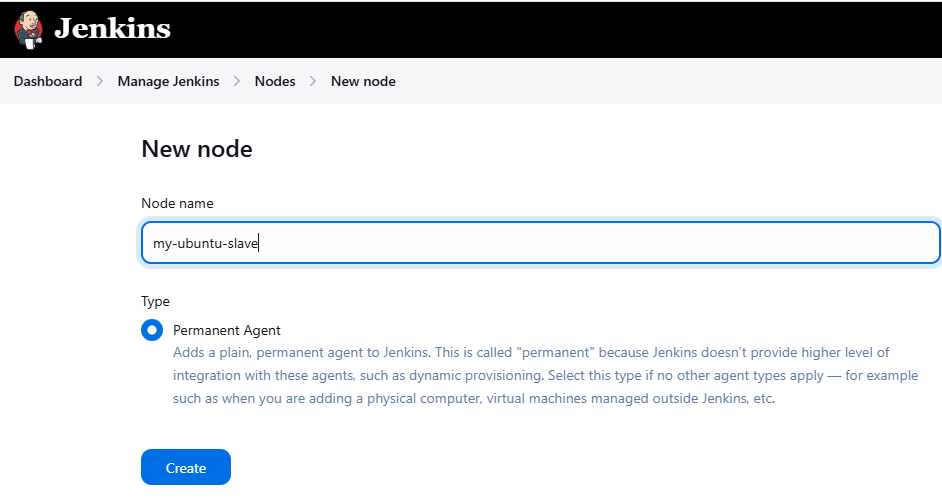 Jenkins
Dashboard > Manage Jenkins > Nodes > New node
New node
Node name
my-ubuntu-slave
Type
Permanent Agent
Adds a plain, permanent agent to Jenkins. This is called "permanent" because Jenkins doesn’t provide higher level of
integration with these agents, such as dynamic provisioning. Select this type if no other agent types apply — for example
such as when you are adding a physical computer, virtual machines managed outside Jenkins, etc.
Create